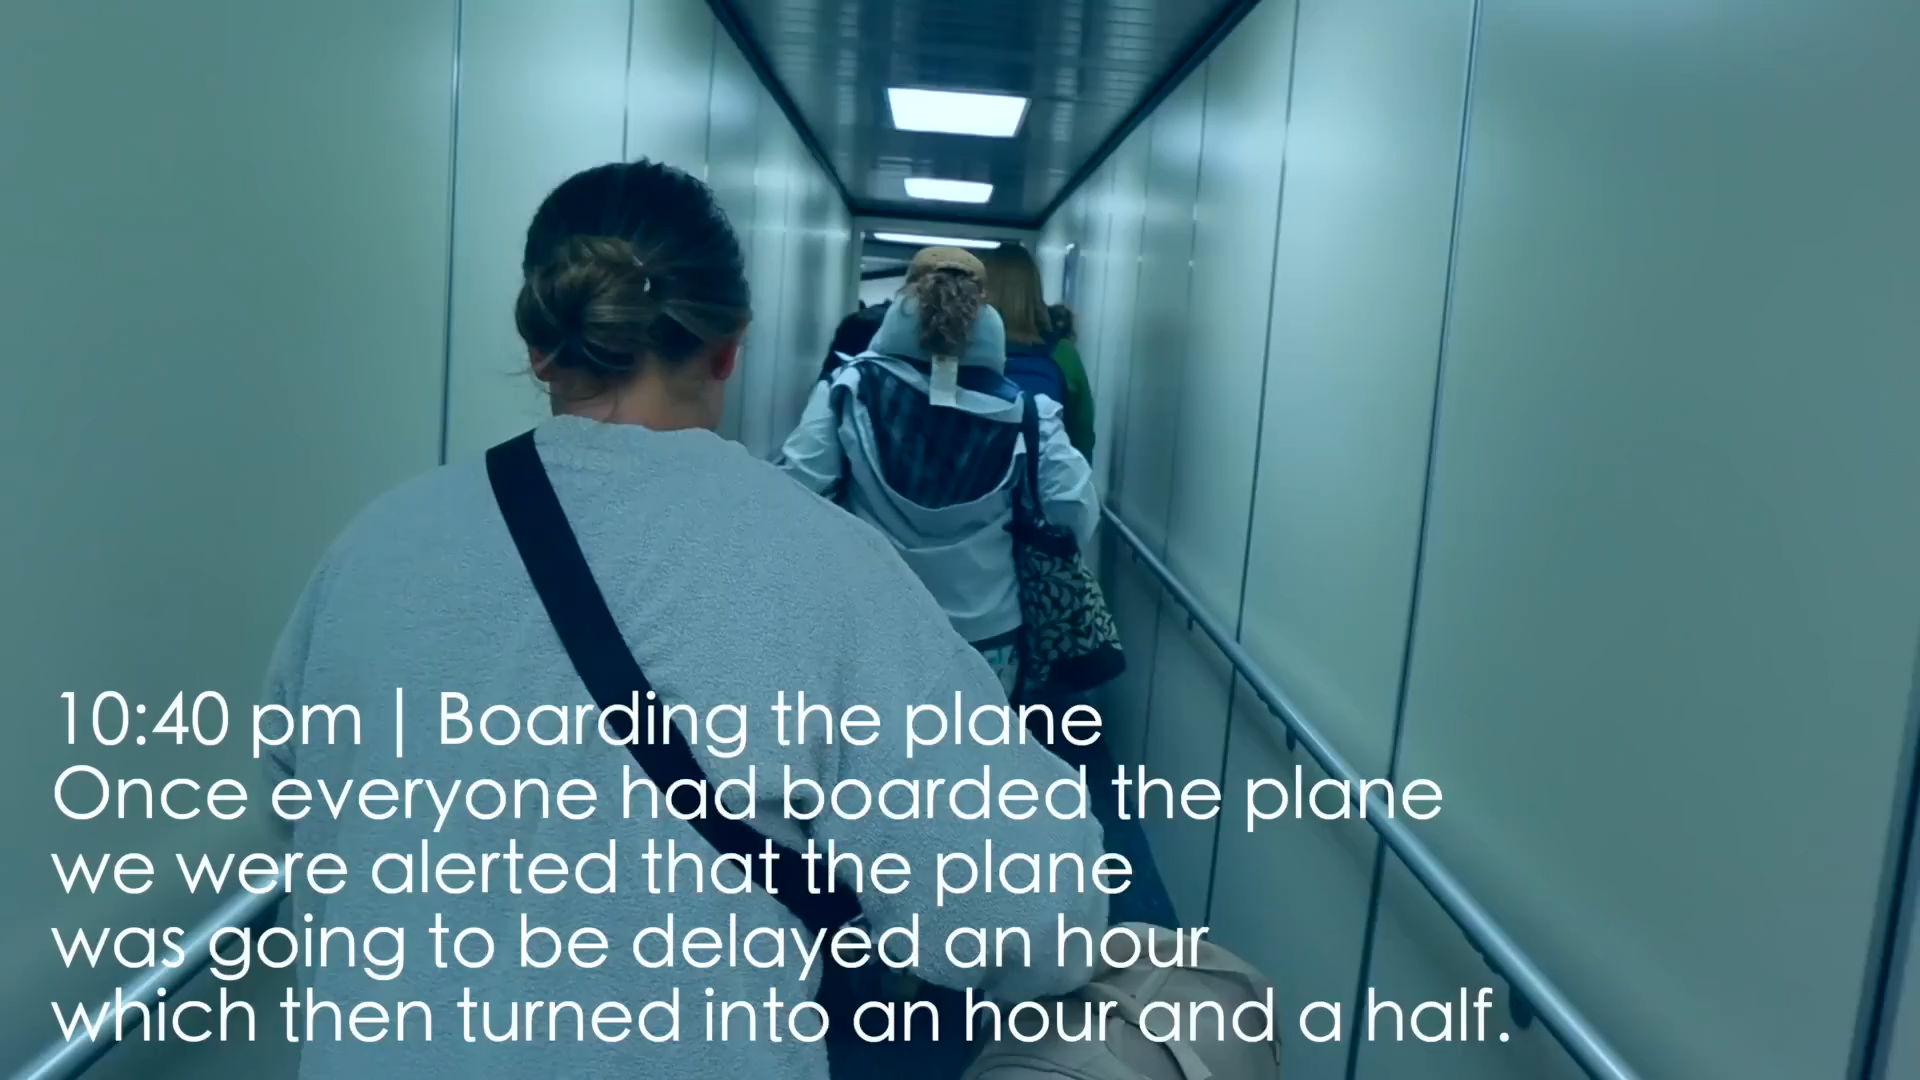 10:40 pm | Boarding the plane
Once everyone had boarded the plane
we were alerted that the plane
was going to be delayed an hour
which then turned into an hour and a half.